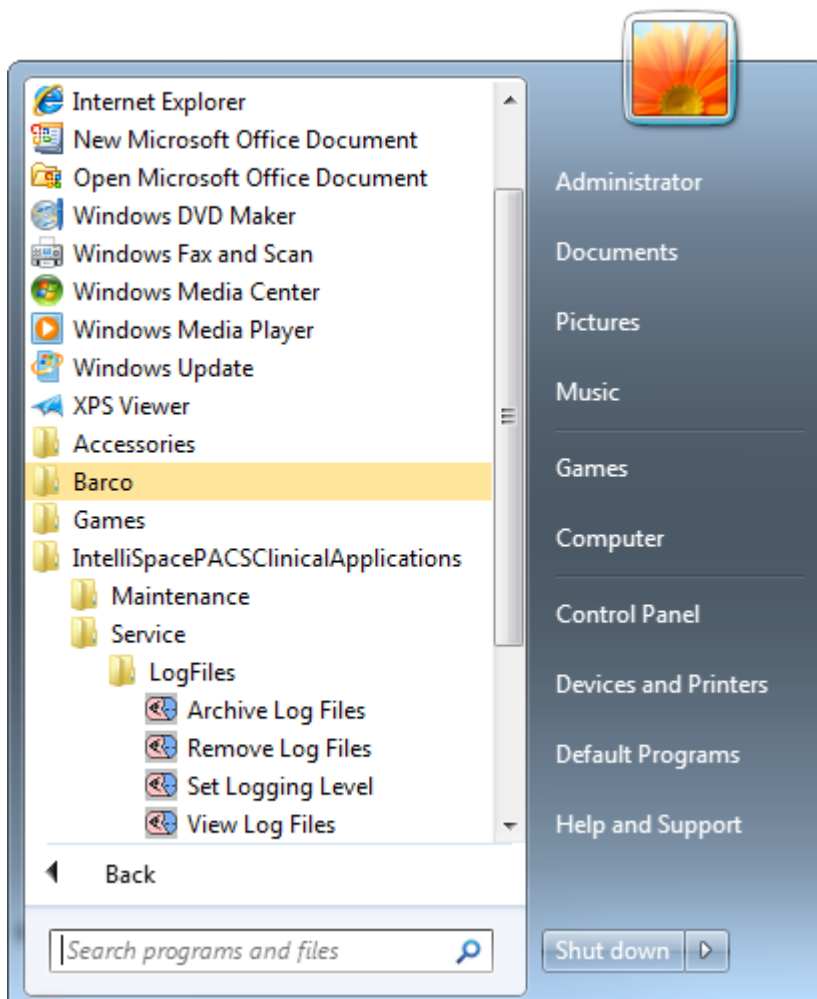 Internet Explorer
New Microsoft Office Document
Open Microsoft Office Document
Windows DVD Maker
Windows Fax and Scan
Windows Media Center
Windows Media Player
Windows Update
XPS Viewer
Accessories
Barco
Games
IntelliSpacePACSClinicalApplications
Maintenance
Service
LogFiles
Archive Log Files
Remove Log Files
Set Logging Level
View Log Files
Back
Search programs and files
Administrator
Documents
Pictures
Music
Games
Computer
Control Panel
Devices and Printers
Default Programs
Help and Support
Shut down